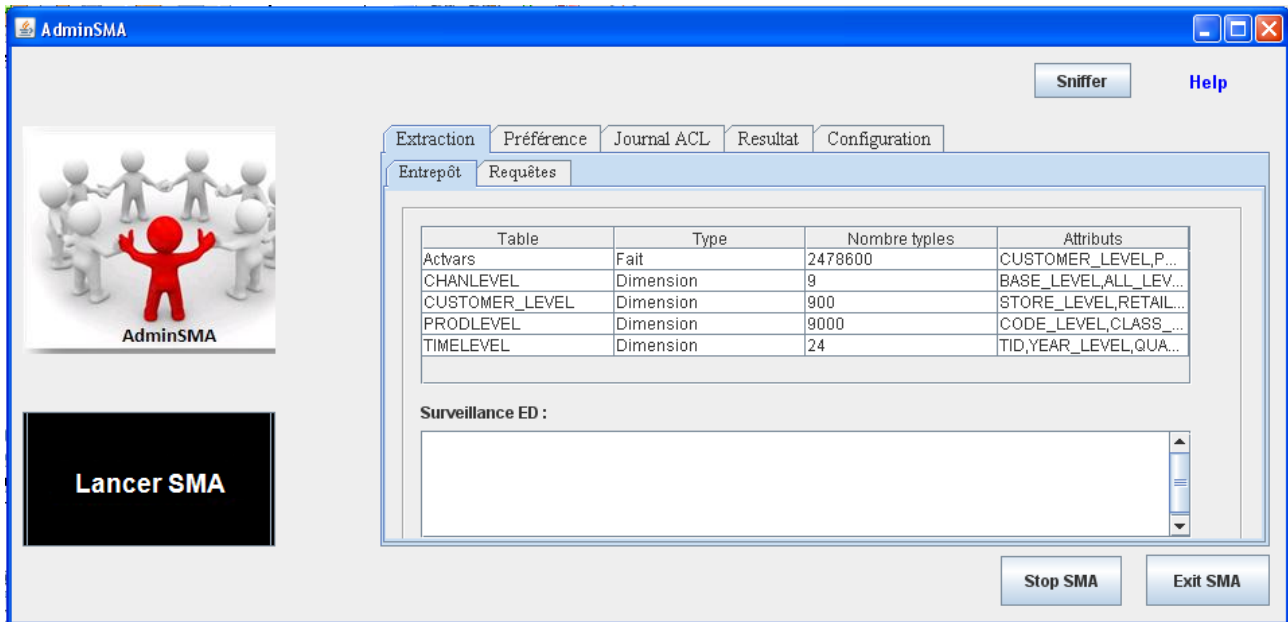 AdminSMA
Sniffer Help
Extraction Préférence Journal ACL Resultat Configuration
Entrepôt Requêtes
Table Type Nombre typles Attributs
Actvars Fait 2478600 CUSTOMER_LEVEL,P...
CHANLEVEL Dimension 9 BASE_LEVEL,ALL_LEV...
CUSTOMER_LEVEL Dimension 900 STORE_LEVEL,RETAIL...
PRODLEVEL Dimension 9000 CODE_LEVEL,CLASS_...
TIMELEVEL Dimension 24 TID,YEAR_LEVEL,QUA...
AdminSMA
Surveillance ED :
Lancer SMA
Stop SMA Exit SMA